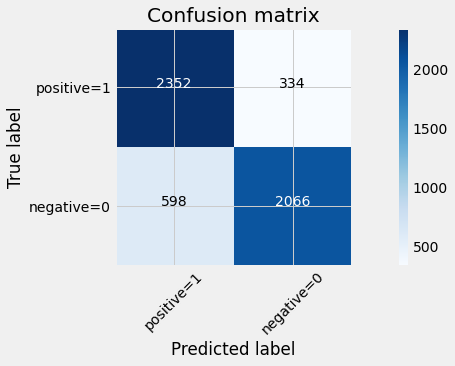 Confusion matrix
True label
positive=1
2352 334
negative=0
598 2066
positive=1
negative=0
Predicted label
2000
1500
1000
500